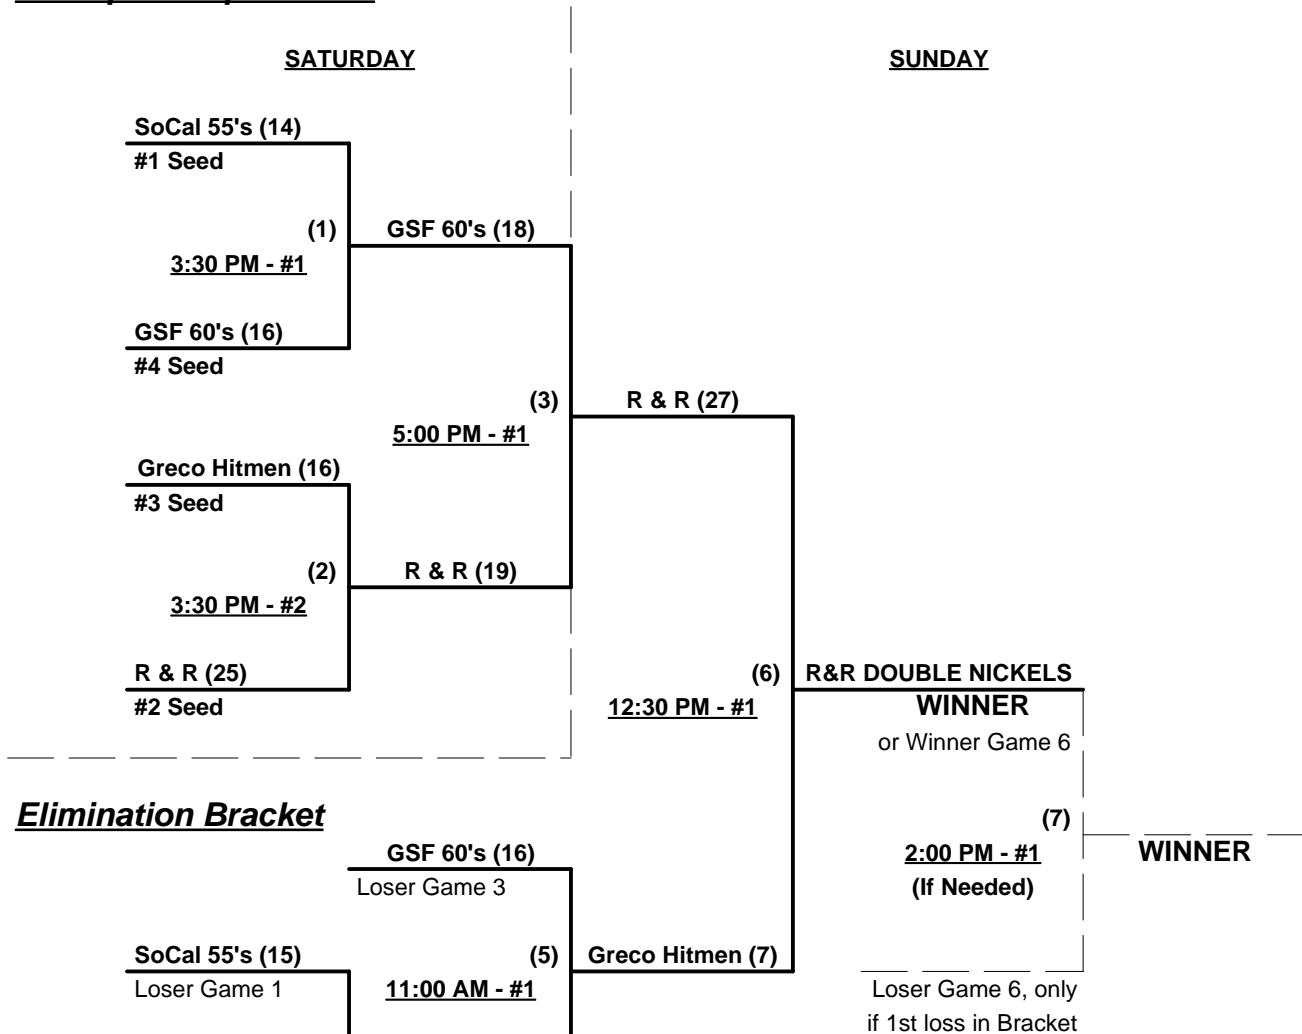 SATURDAY
SUNDAY
SoCal 55's (14)
#1 Seed
(1)
GSF 60's (18)
3:30 PM - #1
GSF 60's (16)
#4 Seed
(3)
R & R (27)
5:00 PM - #1
Greco Hitmen (16)
#3 Seed
(2)
R & R (19)
3:30 PM - #2
R & R (25)
#2 Seed
(6)
R&R DOUBLE NICKELS
12:30 PM - #1
WINNER
or Winner Game 6
Elimination Bracket
(7)
GSF 60's (16)
2:00 PM - #1
WINNER
Loser Game 3
(If Needed)
SoCal 55's (15)
(5)
Greco Hitmen (7)
Loser Game 1
11:00 AM - #1
Loser Game 6, only
if 1st loss in Bracket